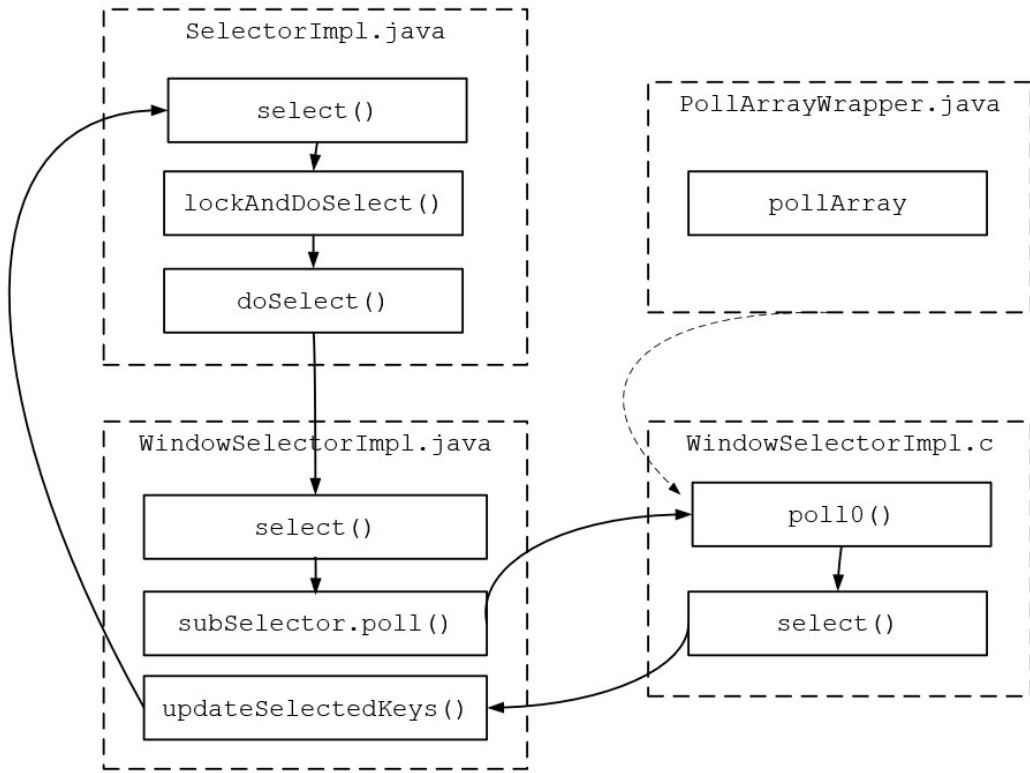 SelectorImpl.java
select()
lockAndDoSelect()
doSelect()
PollArrayWrapper.java
pollArray
WindowSelectorImpl.java
select()
subSelector.poll()
updateSelectedKeys()
WindowSelectorImpl.c
poll0()
select()